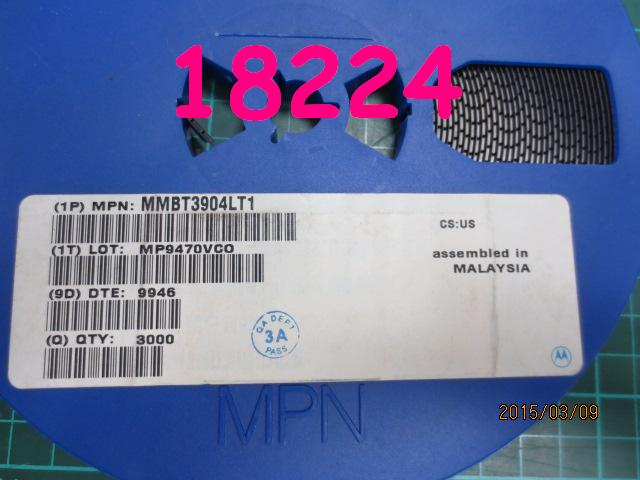 18224
(1P) MPN: MMBT3904LT1
CS:US
(1T) LOT: MP9470VCO
assembled in
MALAYSIA
(9D) DTE: 9946
(Q) QTY: 3000
QA DEPT
3A
PASS
MPN
2015/03/09